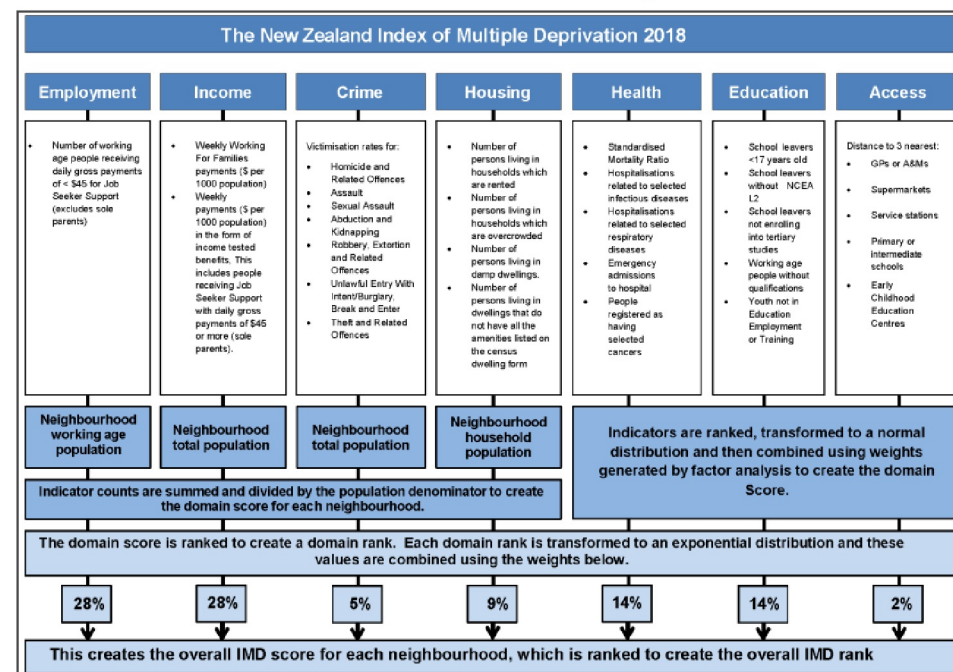 The New Zealand Index of Multiple Deprivation 2018
Employment
Income
Crime
Housing
Health
Education
Access
• Number of working
age people receiving
daily gross payments
of < $45 for Job
Seeker Support
(excludes sole
parents)
• Weekly Working
For Families
payments ($ per
1000 population)
• Weekly
payments ($ per
1000 population)
in the form of
income tested
benefits. This
includes people
receiving Job
Seeker Support
with daily gross
payments of $45
or more (sole
parents).
Victimisation rates for:
• Homicide and
Related Offences
• Assault
• Sexual Assault
• Abduction and
Kidnapping
• Robbery, Extortion
and Related
Offences
• Unlawful Entry With
Intent/Burglary,
Break and Enter
• Theft and Related
Offences
• Number of
persons living in
households which
are rented
• Number of
persons living in
households which
are overcrowded
• Number of
persons living in
damp dwellings.
• Number of
persons living in
dwellings that do
not have all the
amenities listed on
the census
dwelling form
• Standardised
Mortality Ratio
• Hospitalisations
related to selected
infectious diseases
• Hospitalisations
related to selected
respiratory
diseases
• Emergency
admissions
to hospital
• People
registered as
having
selected
cancers
• School leavers
<17 years old
• School leavers
without NCEA
L2
• School leavers
not enrolling
into tertiary
studies
• Working age
people without
qualifications
• Youth not in
Education
Employment
or Training
Distance to 3 nearest:
• GPs or A&Ms
• Supermarkets
• Service stations
• Primary or
intermediate
schools
• Early
Childhood
Education
Centres
Neighbourhood
working age
population
Neighbourhood
total population
Neighbourhood
total population
Neighbourhood
household
population
Indicators are ranked, transformed to a normal
distribution and then combined using weights
generated by factor analysis to create the domain
Score.
Indicator counts are summed and divided by the population denominator to create
the domain score for each neighbourhood.
The domain score is ranked to create a domain rank. Each domain rank is transformed to an exponential distribution and these
values are combined using the weights below.
28%
28%
5%
9%
14%
14%
2%
This creates the overall IMD score for each neighbourhood, which is ranked to create the overall IMD rank